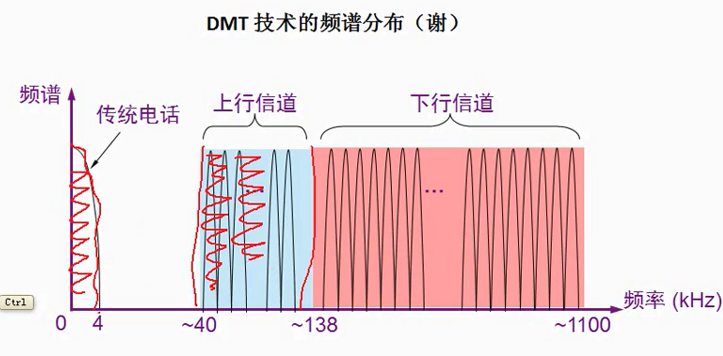 DMT 技术的频谱分布（谢）
频谱
传统电话
上行信道
下行信道
...
...
Ctrl
0 4 ~40 ~138 ~1100
频率 (kHz)